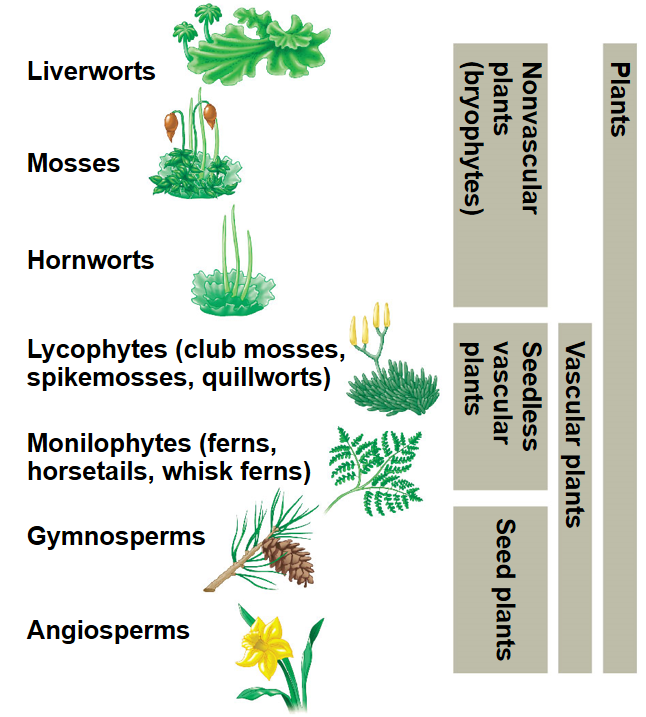 Liverworts
Mosses
Hornworts
Lycophytes (club mosses,
spikemosses, quillworts)
Monilophytes (ferns,
horsetails, whisk ferns)
Gymnosperms
Angiosperms
Nonvascular
plants
(bryophytes)
Seedless
vascular
plants
Seed plants
Vascular plants
Plants